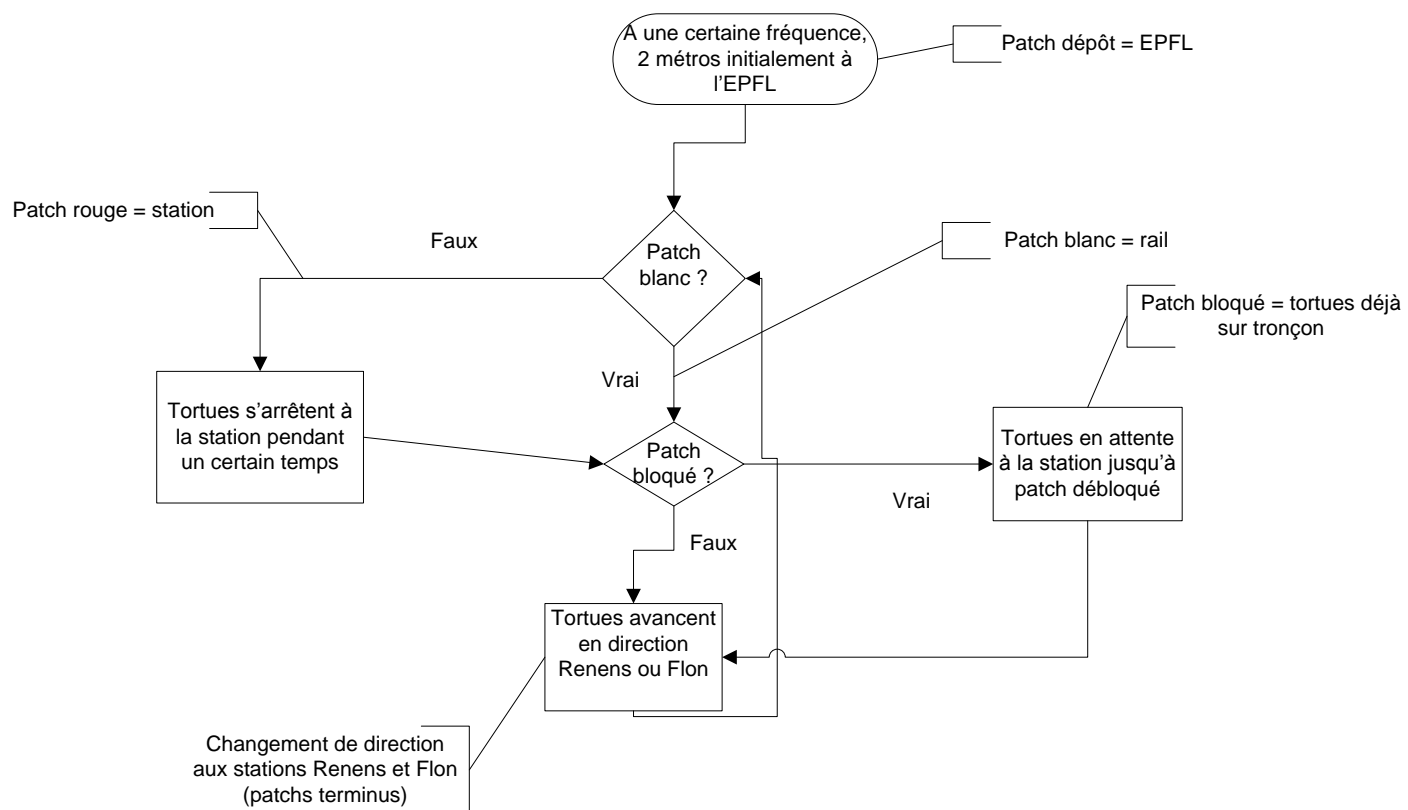 A une certaine fréquence,
2 métros initialement à
l’EPFL
Patch dépôt = EPFL
Patch rouge = station
Faux
Patch
blanc ?
Patch blanc = rail
Patch bloqué = tortues déjà
sur tronçon
Vrai
Tortues s’arrêtent à
la station pendant
un certain temps
Patch
bloqué ?
Vrai
Tortues en attente
à la station jusqu’à
patch débloqué
Faux
Tortues avancent
en direction
Renens ou Flon
Changement de direction
aux stations Renens et Flon
(patchs terminus)